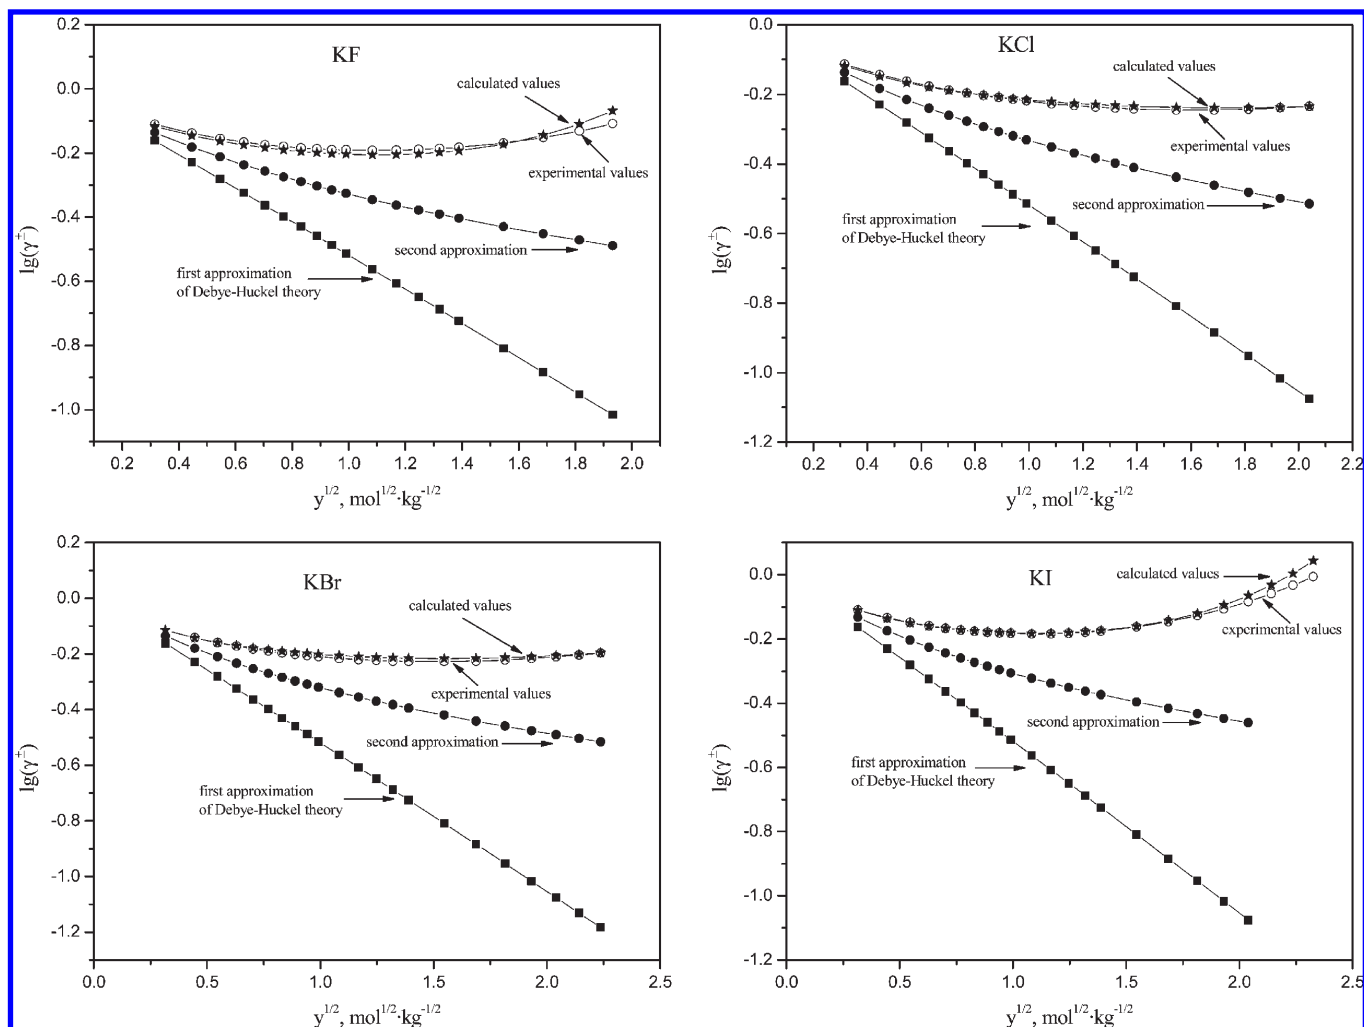 KF
calculated values
experimental values
second approximation
first approximation
of Debye-Huckel theory
lg(γ±)
0.2
0.0
-0.2
-0.4
-0.6
-0.8
-1.0
0.2 0.4 0.6 0.8 1.0 1.2 1.4 1.6 1.8 2.0
y1/2, mol1/2·kg-1/2
KCl
calculated values
experimental values
second approximation
first approximation
of Debye-Huckel theory
lg(γ±)
0.0
-0.2
-0.4
-0.6
-0.8
-1.0
-1.2
0.2 0.4 0.6 0.8 1.0 1.2 1.4 1.6 1.8 2.0 2.2
y1/2, mol1/2·kg-1/2
KBr
calculated values
experimental values
second approximation
first approximation
of Debye-Huckel theory
lg(γ±)
0.2
0.0
-0.2
-0.4
-0.6
-0.8
-1.0
-1.2
0.0 0.5 1.0 1.5 2.0 2.5
y1/2, mol1/2·kg-1/2
KI
calculated values
experimental values
second approximation
first approximation
of Debye-Huckel theory
lg(γ±)
0.0
-0.2
-0.4
-0.6
-0.8
-1.0
-1.2
0.0 0.5 1.0 1.5 2.0 2.5
y1/2, mol1/2·kg-1/2